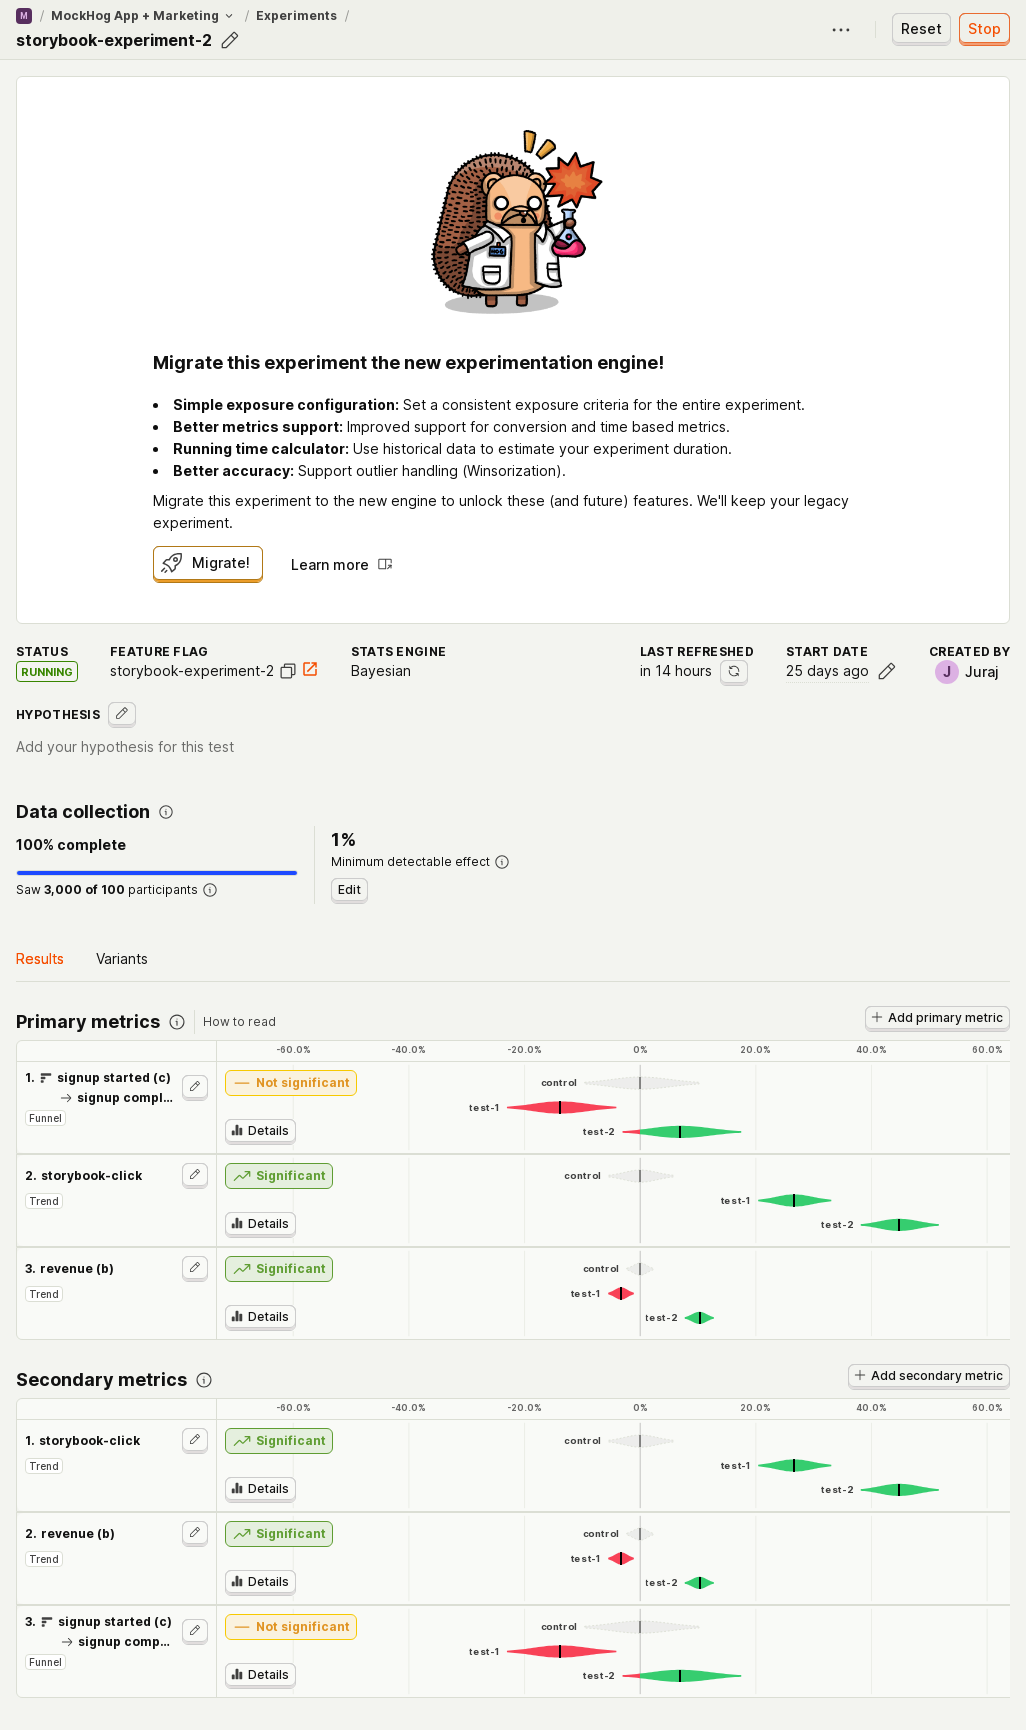 M / MockHog App + Marketing / Experiments /
storybook-experiment-2
Reset
Stop
Migrate this experiment the new experimentation engine!
• Simple exposure configuration: Set a consistent exposure criteria for the entire experiment.
• Better metrics support: Improved support for conversion and time based metrics.
• Running time calculator: Use historical data to estimate your experiment duration.
• Better accuracy: Support outlier handling (Winsorization).
Migrate this experiment to the new engine to unlock these (and future) features. We'll keep your legacy
experiment.
Migrate!
Learn more
STATUS FEATURE FLAG STATS ENGINE LAST REFRESHED START DATE CREATED BY
RUNNING storybook-experiment-2 Bayesian in 14 hours 25 days ago J Juraj
HYPOTHESIS
Add your hypothesis for this test
Data collection
100% complete
Saw 3,000 of 100 participants
1%
Minimum detectable effect
Edit
Results Variants
Primary metrics How to read Add primary metric
-60.0% -40.0% -20.0% 0% 20.0% 40.0% 60.0%
1. signup started (c)
→ signup compl...
Funnel
Not significant
Details
control
test-1
test-2
2. storybook-click
Trend
Significant
Details
control
test-1
test-2
3. revenue (b)
Trend
Significant
Details
control
test-1
test-2
Secondary metrics Add secondary metric
-60.0% -40.0% -20.0% 0% 20.0% 40.0% 60.0%
1. storybook-click
Trend
Significant
Details
control
test-1
test-2
2. revenue (b)
Trend
Significant
Details
control
test-1
test-2
3. signup started (c)
→ signup comp...
Funnel
Not significant
Details
control
test-1
test-2